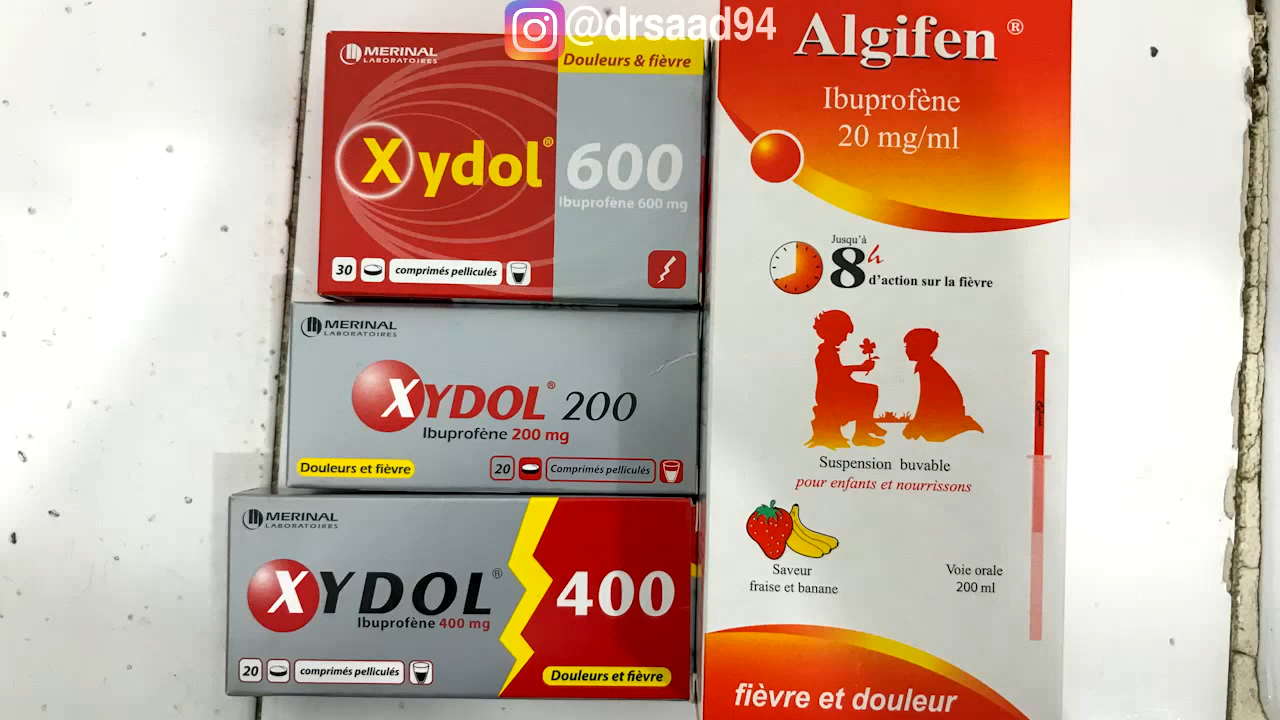 @drsaad94
MERINAL
LABORATOIRES
Douleurs & fièvre
Xydol®
600
Ibuprofène 600 mg
30
comprimés pelliculés
MERINAL
LABORATOIRES
XYDOL® 200
Ibuprofène 200 mg
Douleurs et fièvre
20
Comprimés pelliculés
MERINAL
LABORATOIRES
XYDOL®
400
Ibuprofène 400 mg
20
comprimés pelliculés
Douleurs et fièvre
Algifen®
Ibuprofène
20 mg/ml
Jusqu'à
8h
d'action sur la fièvre
Suspension buvable
pour enfants et nourrissons
Saveur
fraise et banane
Voie orale
200 ml
fièvre et douleur